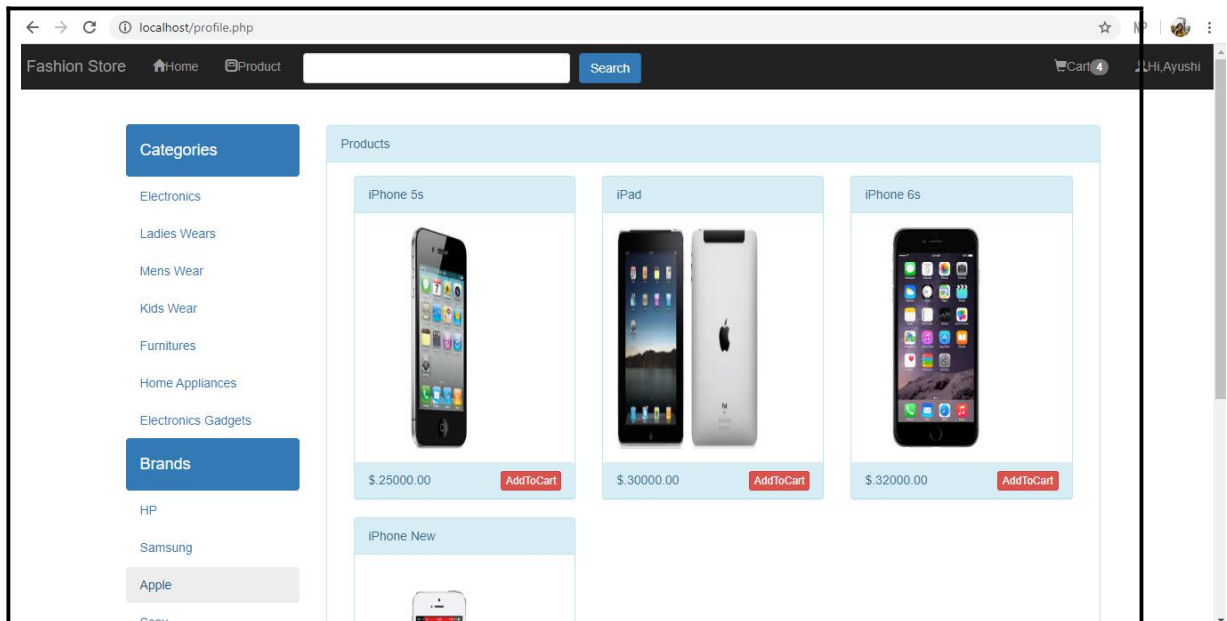 localhost/profile.php
Fashion Store Home Product Search Cart 4 Hi,Ayushi
Categories
Electronics
Ladies Wears
Mens Wear
Kids Wear
Furnitures
Home Appliances
Electronics Gadgets
Brands
HP
Samsung
Apple
Sony
Products
iPhone 5s
$.25000.00 AddToCart
iPad
$.30000.00 AddToCart
iPhone 6s
$.32000.00 AddToCart
iPhone New